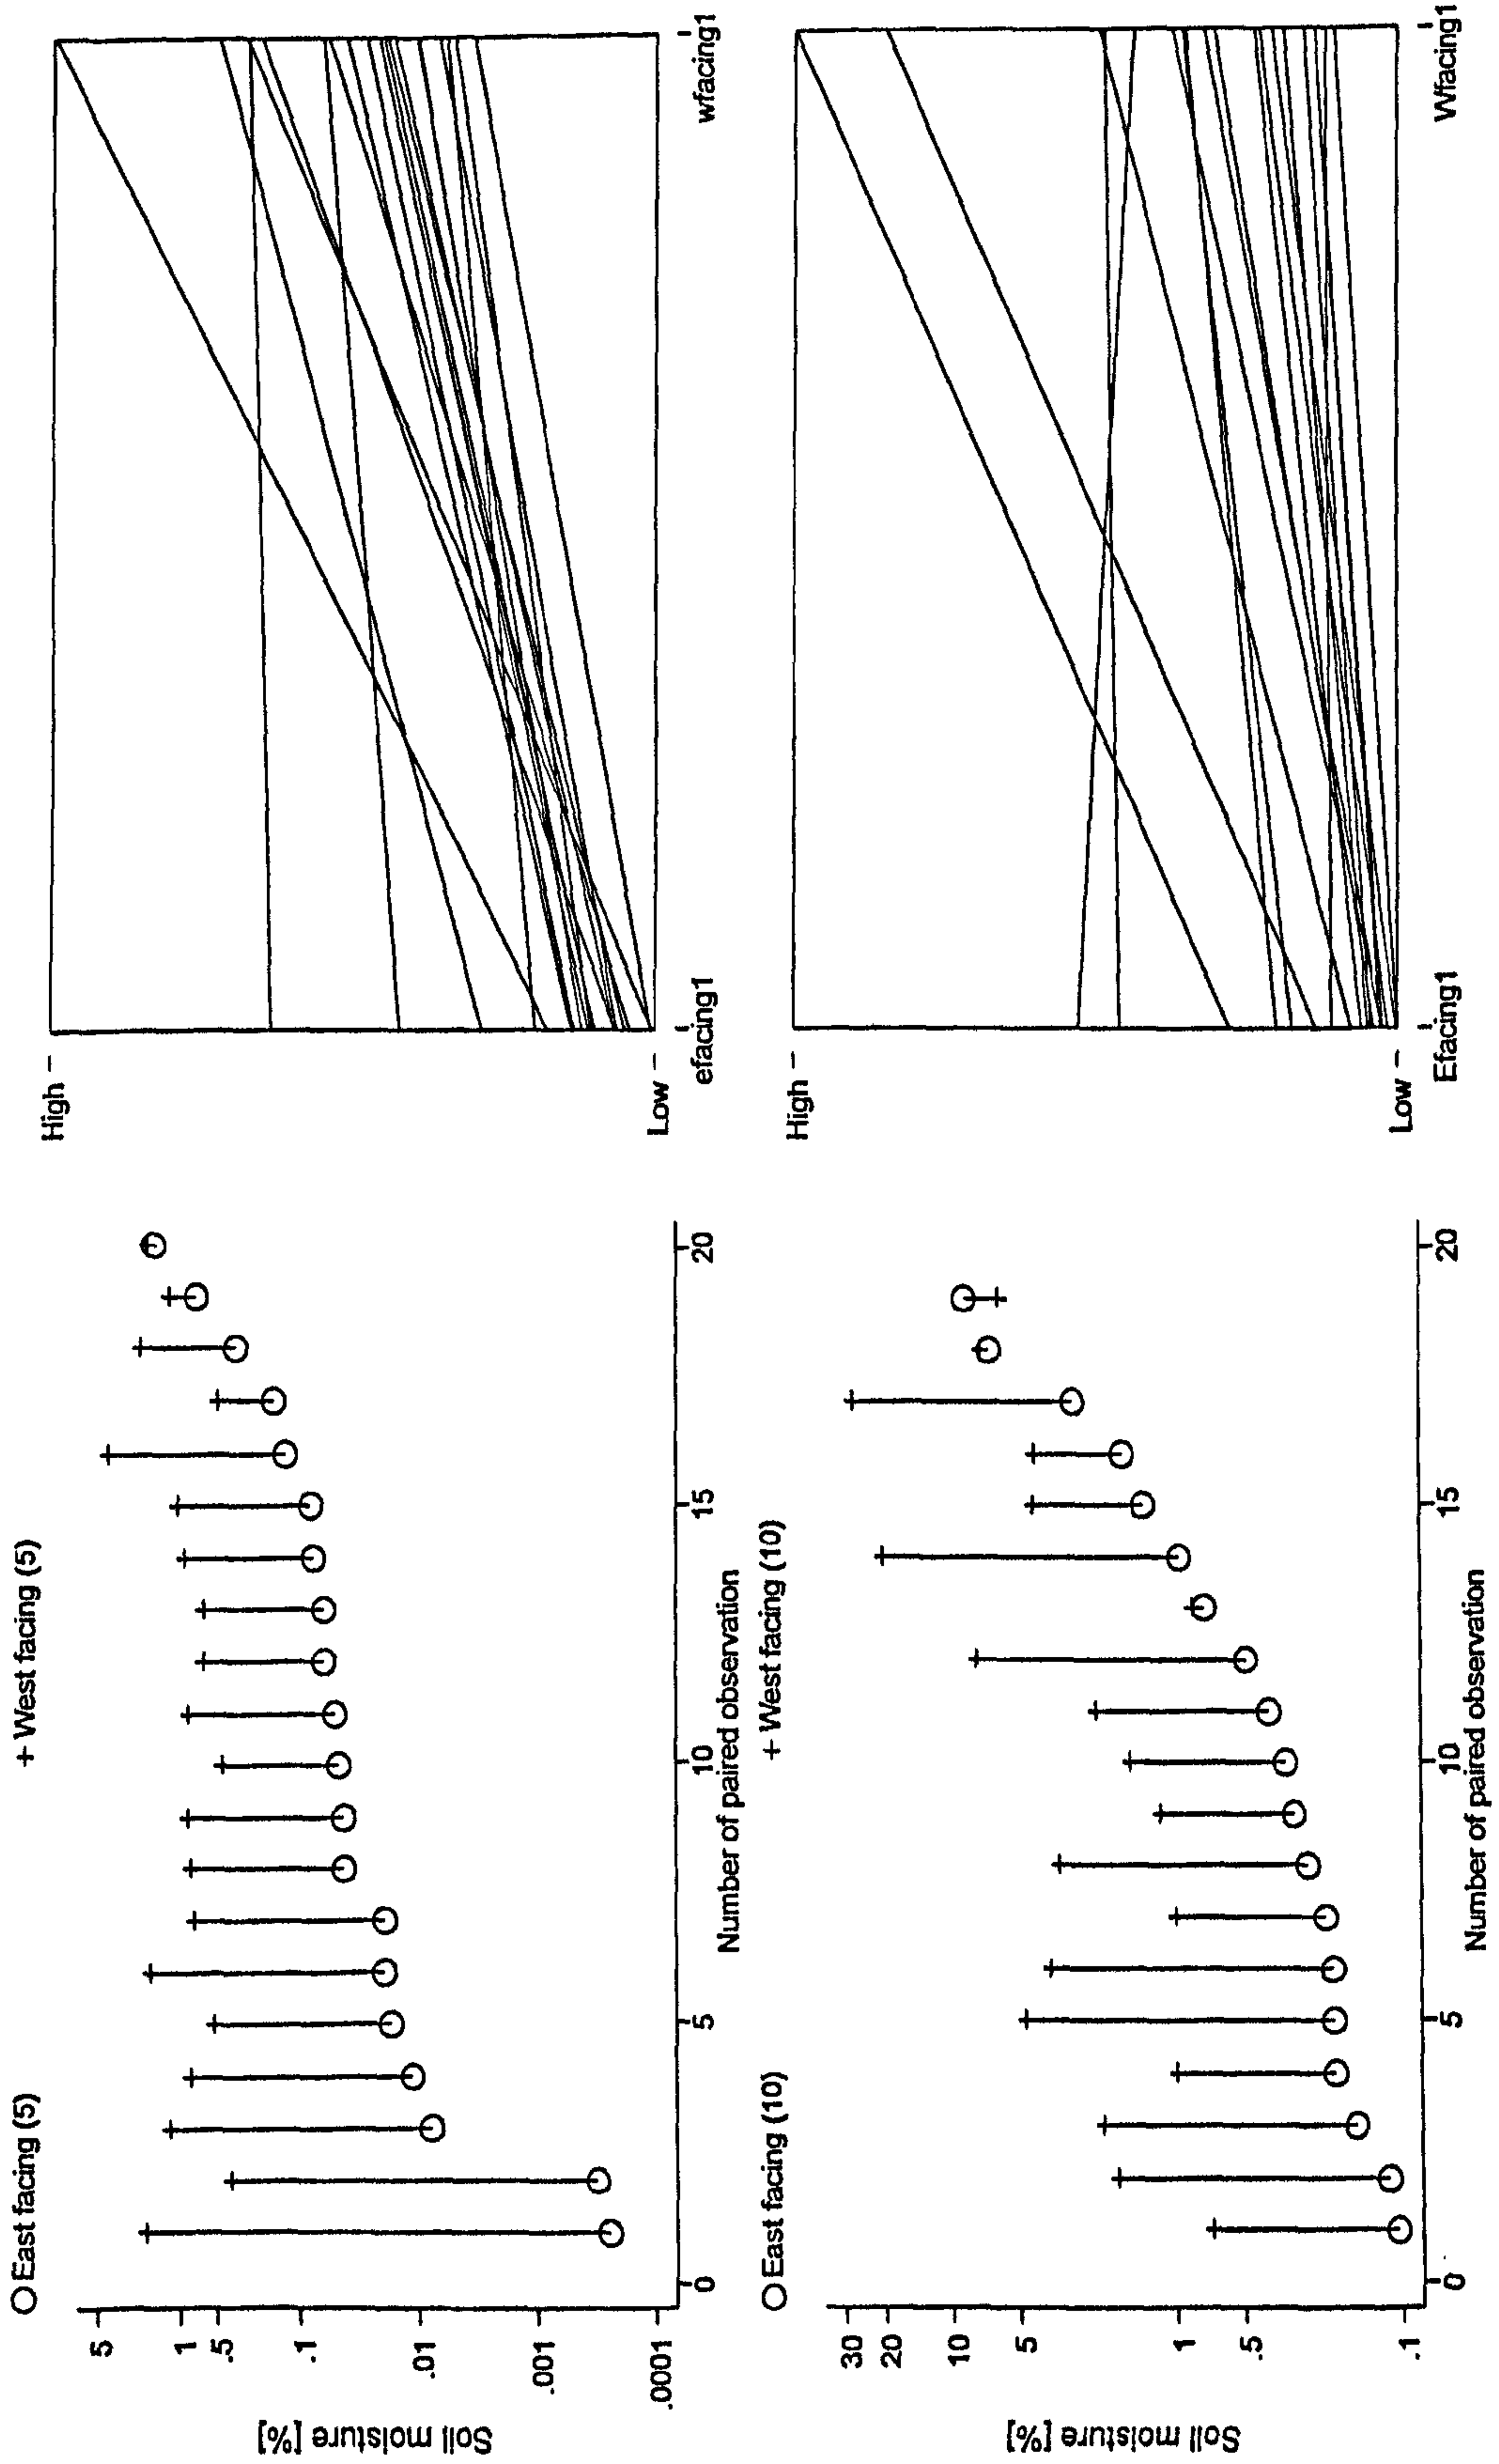 ○ East facing (5)
+ West facing (5)
Soil moisture [%]
5
1
.5
.1
.01
.001
.0001
0
5
10
15
20
Number of paired observation
High
Low
efacing1
wfacing1
○ East facing (10)
+ West facing (10)
Soil moisture [%]
30
20
10
5
1
.5
.1
0
5
10
15
20
Number of paired observation
High
Low
Efacing1
Wfacing1